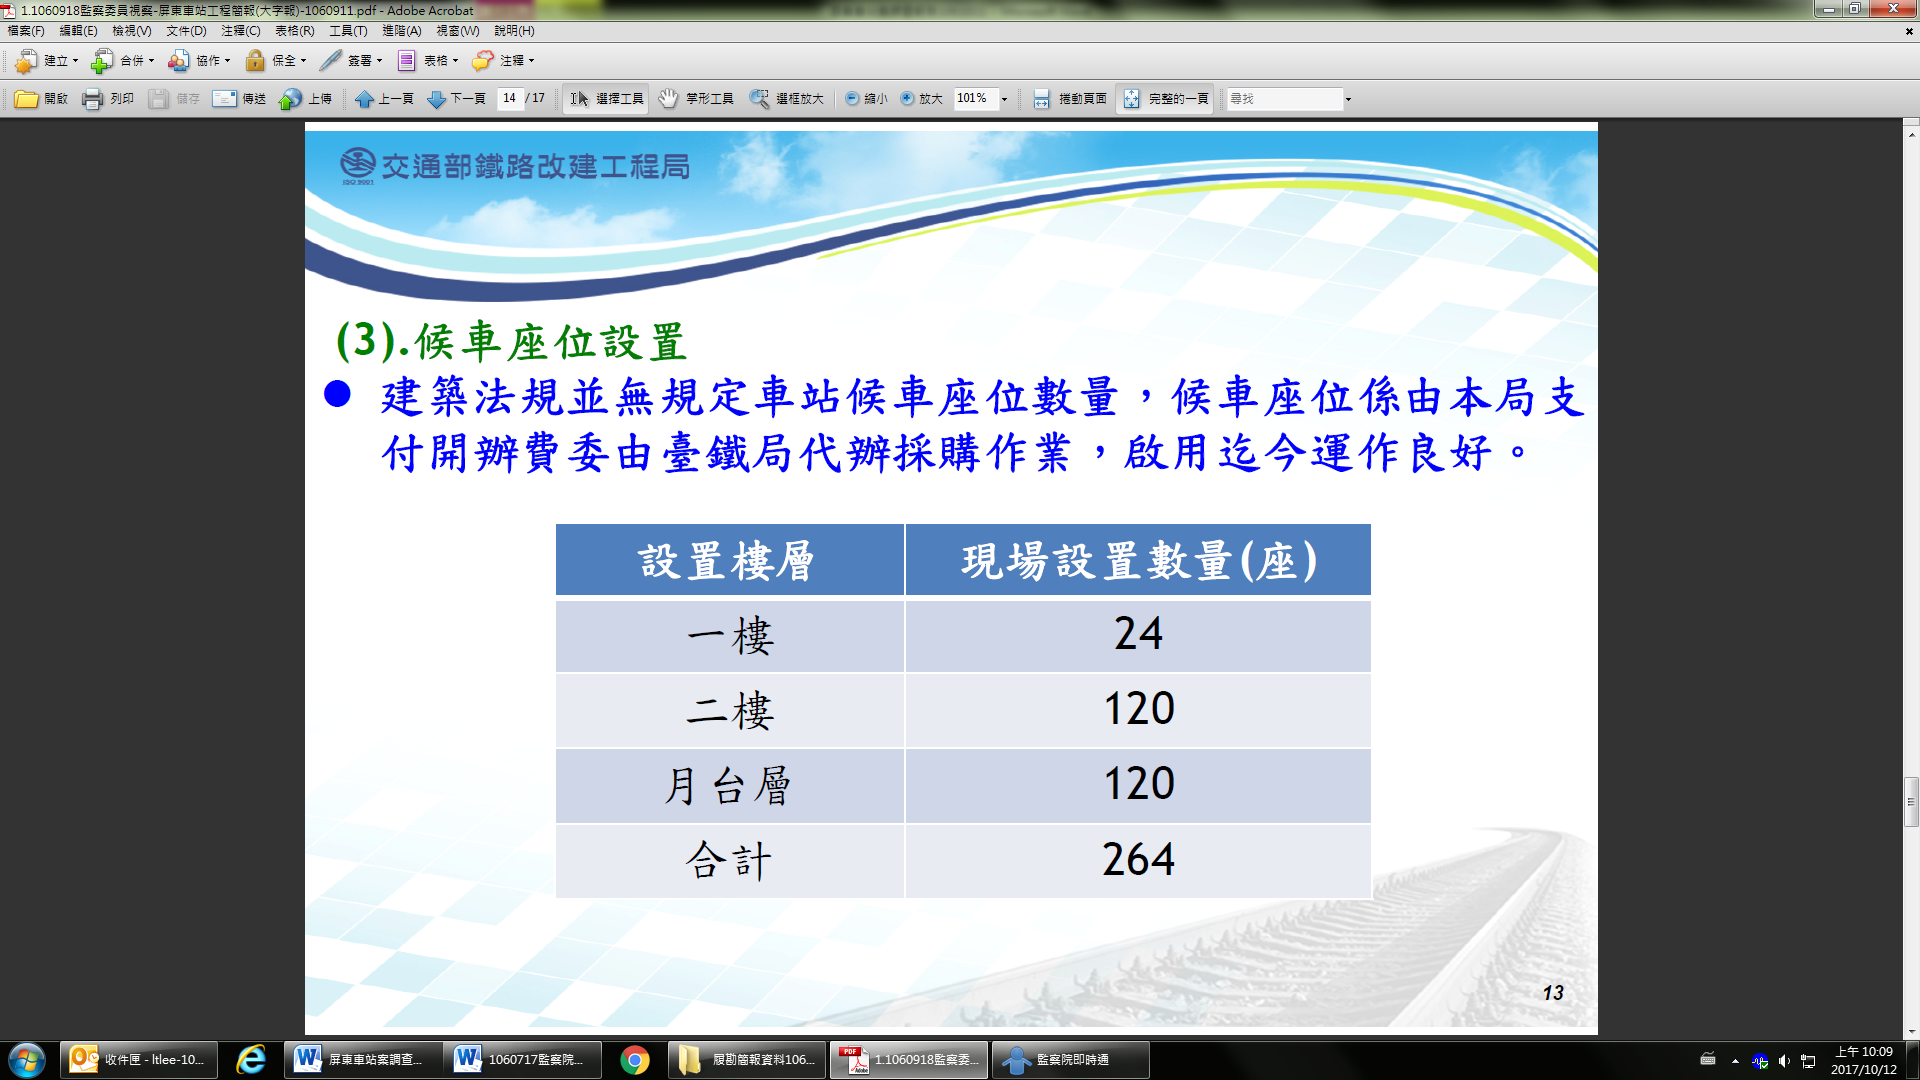 1.1060918監察委員視察-屏東車站工程簡報(大字報)-1060911.pdf - Adobe Acrobat
檔案(F) 編輯(E) 檢視(V) 文件(D) 注釋(C) 表格(R) 工具(T) 進階(A) 視窗(W) 說明(H)
建立 合併 協作 保全 簽署 表格 注釋
開啟 列印 儲存 傳送 上傳 上一頁 下一頁 14 / 17 選擇工具 掌形工具 選框放大 縮小 放大 101% 捲動頁面 完整的一頁 尋找
交通部鐵路改建工程局
(3).候車座位設置
● 建築法規並無規定車站候車座位數量，候車座位係由本局支
付開辦費委由臺鐵局代辦採購作業，啟用迄今運作良好。
設置樓層 現場設置數量(座)
一樓 24
二樓 120
月台層 120
合計 264
13
收件匣 - ltlee-10... 屏東車站案調查... 1060717監察院... 履勘簡報資料106... 1.1060918監察委... 監察院即時通
上午 10:09
2017/10/12